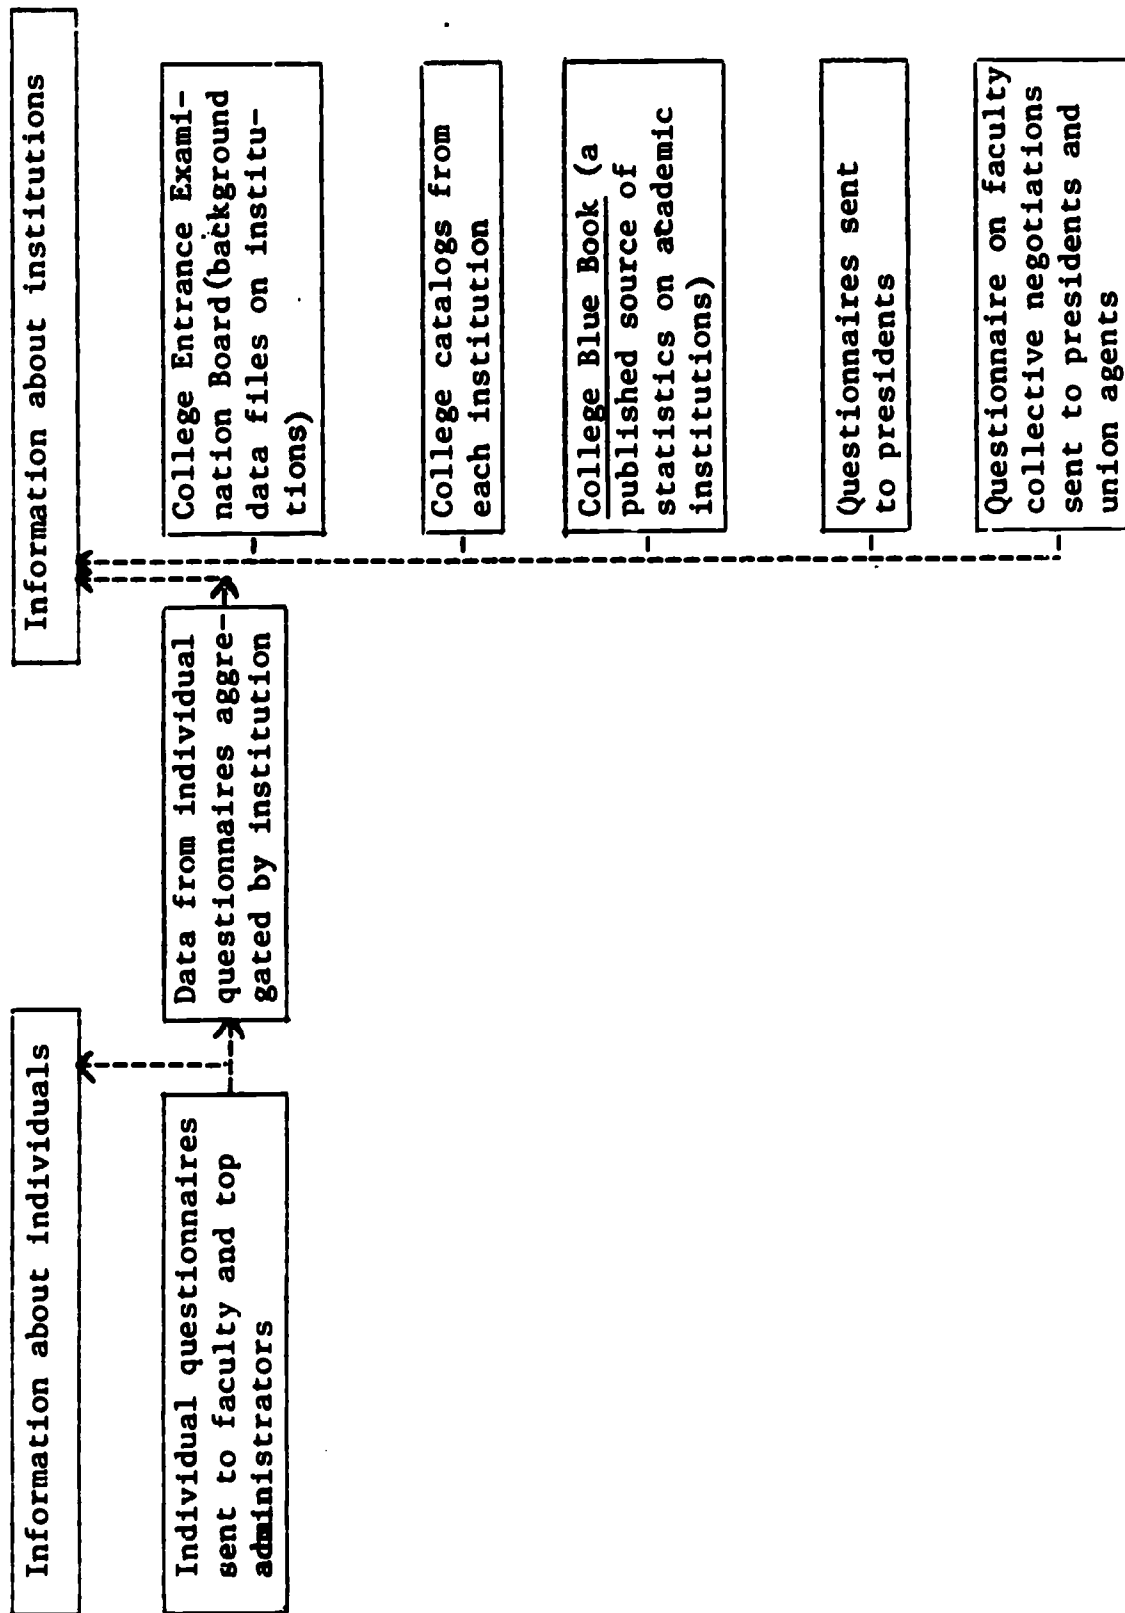 Information about individuals
Information about institutions
Individual questionnaires
sent to faculty and top
administrators
Data from individual
questionnaires aggre-
gated by institution
College Entrance Exami-
nation Board(background
data files on institu-
tions)
College catalogs from
each institution
College Blue Book (a
published source of
statistics on academic
institutions)
Questionnaires sent
to presidents
Questionnaire on faculty
collective negotiations
sent to presidents and
union agents